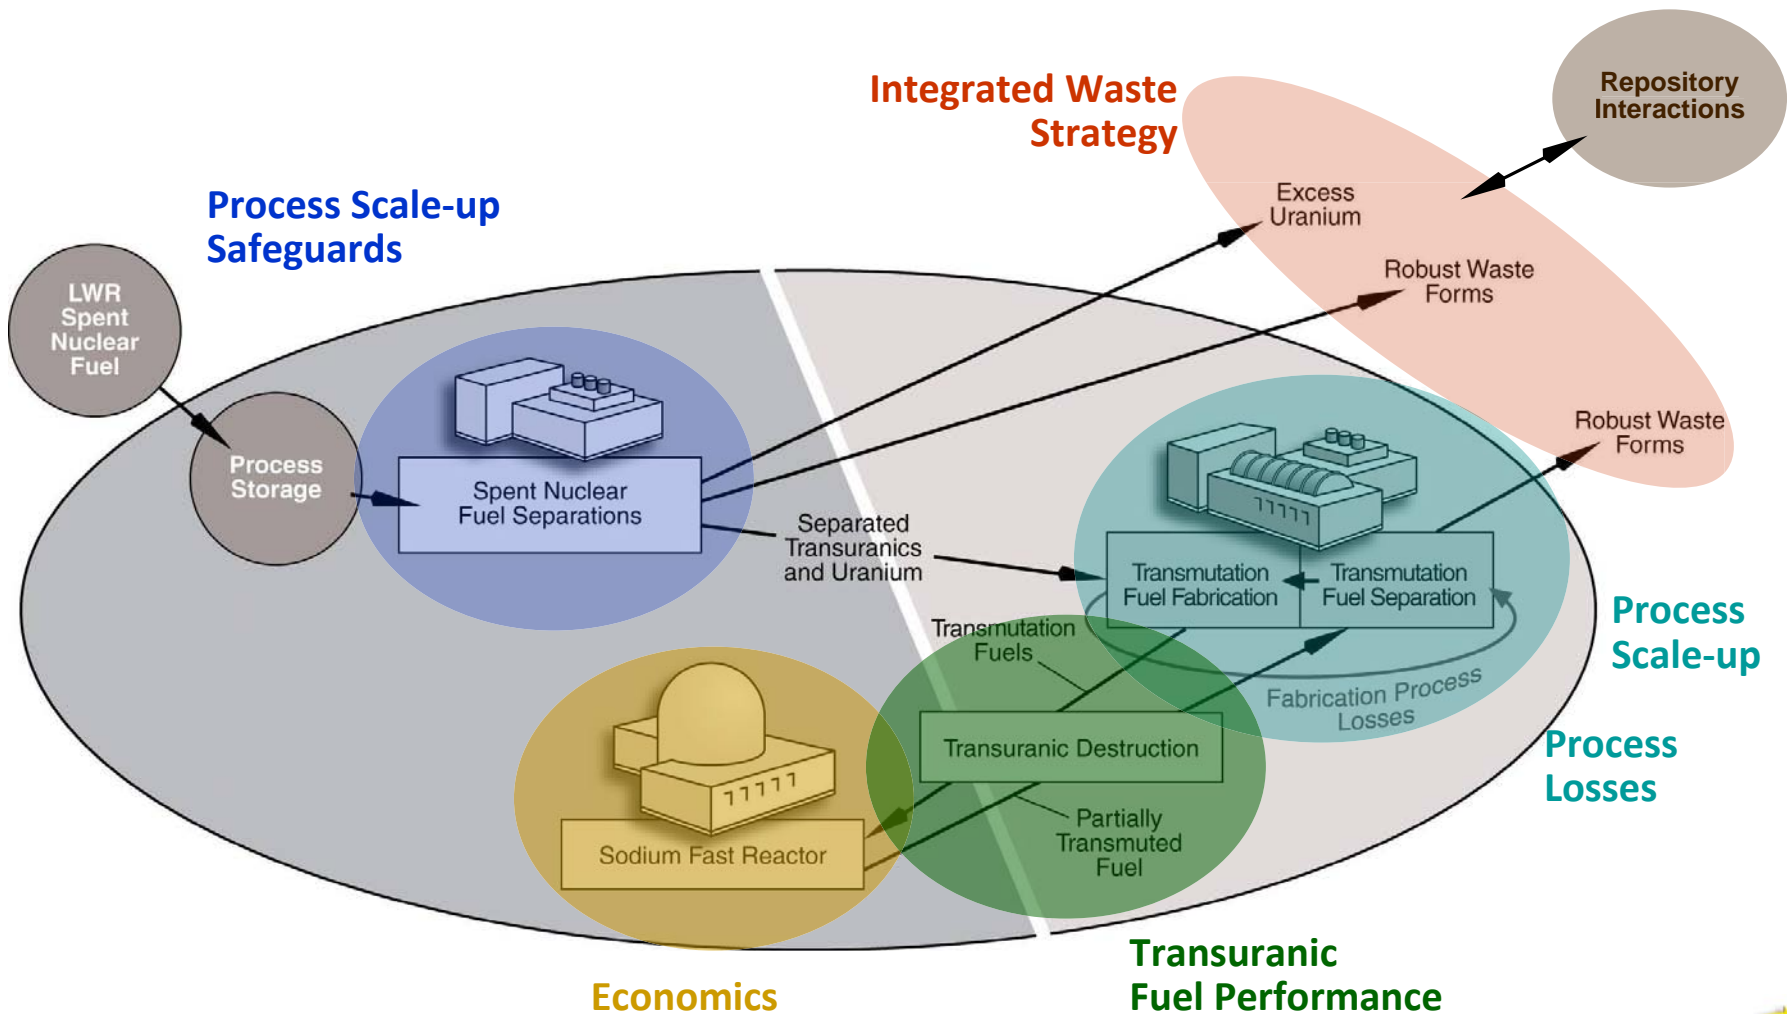 Integrated Waste
Strategy
Repository
Interactions
Process Scale-up
Safeguards
Excess
Uranium
Robust Waste
Forms
LWR
Spent
Nuclear
Fuel
Process
Storage
Spent Nuclear
Fuel Separations
Robust Waste
Forms
Separated
Transuranics
and Uranium
Transmutation
Fuel Fabrication
Transmutation
Fuel Separation
Transmutation
Fuels
Fabrication Process
Losses
Process
Scale-up
Process
Losses
Transuranic Destruction
Sodium Fast Reactor
Partially
Transmuted
Fuel
Economics
Transuranic
Fuel Performance